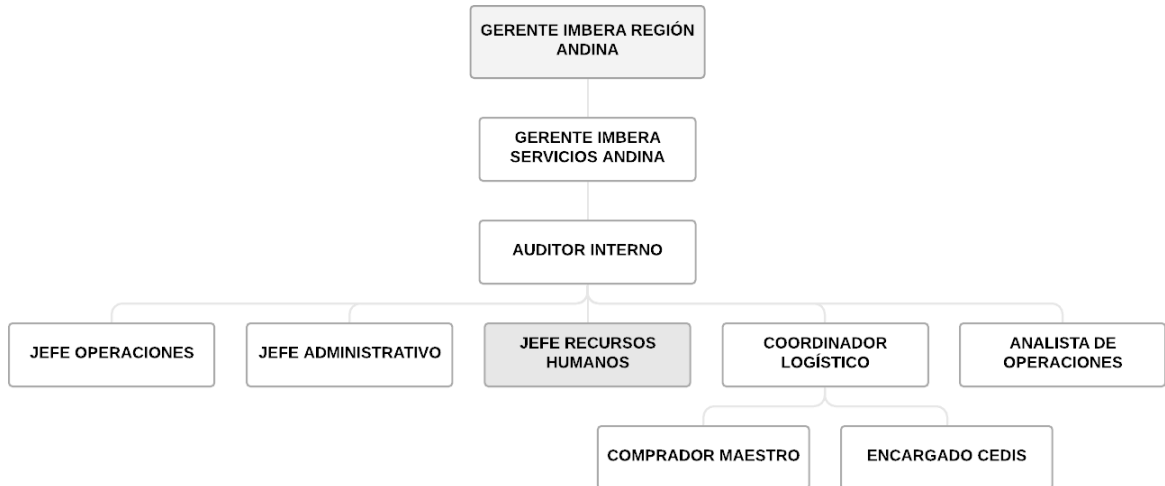 GERENTE IMBERA REGIÓN
ANDINA
GERENTE IMBERA
SERVICIOS ANDINA
AUDITOR INTERNO
JEFE OPERACIONES
JEFE ADMINISTRATIVO
JEFE RECURSOS
HUMANOS
COORDINADOR
LOGÍSTICO
ANALISTA DE
OPERACIONES
COMPRADOR MAESTRO
ENCARGADO CEDIS